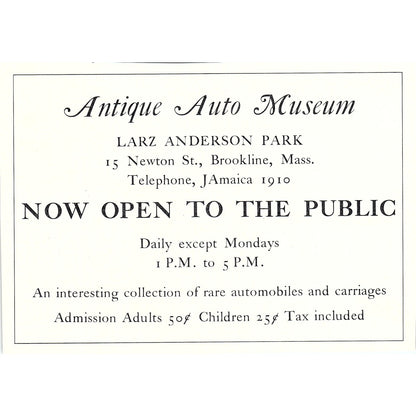 Antique Auto Museum
LARZ ANDERSON PARK
15 Newton St., Brookline, Mass.
Telephone, JAmaica 1910
NOW OPEN TO THE PUBLIC
Daily except Mondays
1 P.M. to 5 P.M.
An interesting collection of rare automobiles and carriages
Admission Adults 50¢ Children 25¢ Tax included